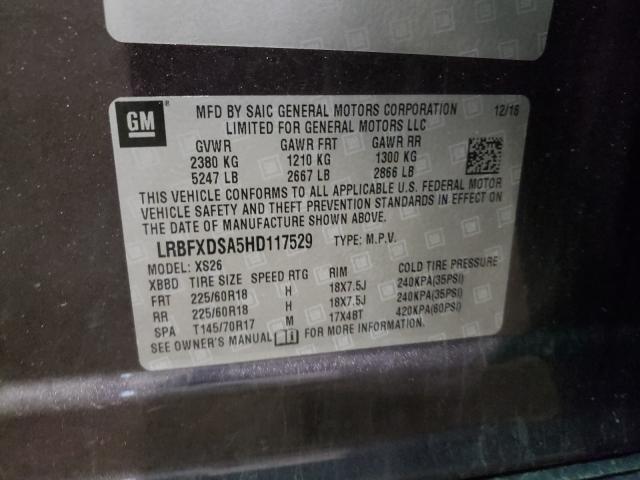 GM ®
MFD BY SAIC GENERAL MOTORS CORPORATION 12/16
LIMITED FOR GENERAL MOTORS LLC
GVWR GAWR FRT GAWR RR
2380 KG 1210 KG 1300 KG
5247 LB 2667 LB 2866 LB
THIS VEHICLE CONFORMS TO ALL APPLICABLE U.S. FEDERAL MOTOR
VEHICLE SAFETY AND THEFT PREVENTION STANDARDS IN EFFECT ON
THE DATE OF MANUFACTURE SHOWN ABOVE.
LRBFXDSA5HD117529 TYPE: M.P.V.
MODEL: XS26
XBBD TIRE SIZE SPEED RTG RIM COLD TIRE PRESSURE
FRT 225/60R18 H 18X7.5J 240KPA(35PSI)
RR 225/60R18 H 18X7.5J 240KPA(35PSI)
SPA T145/70R17 M 17X4BT 420KPA(60PSI)
SEE OWNER'S MANUAL FOR MORE INFORMATION.